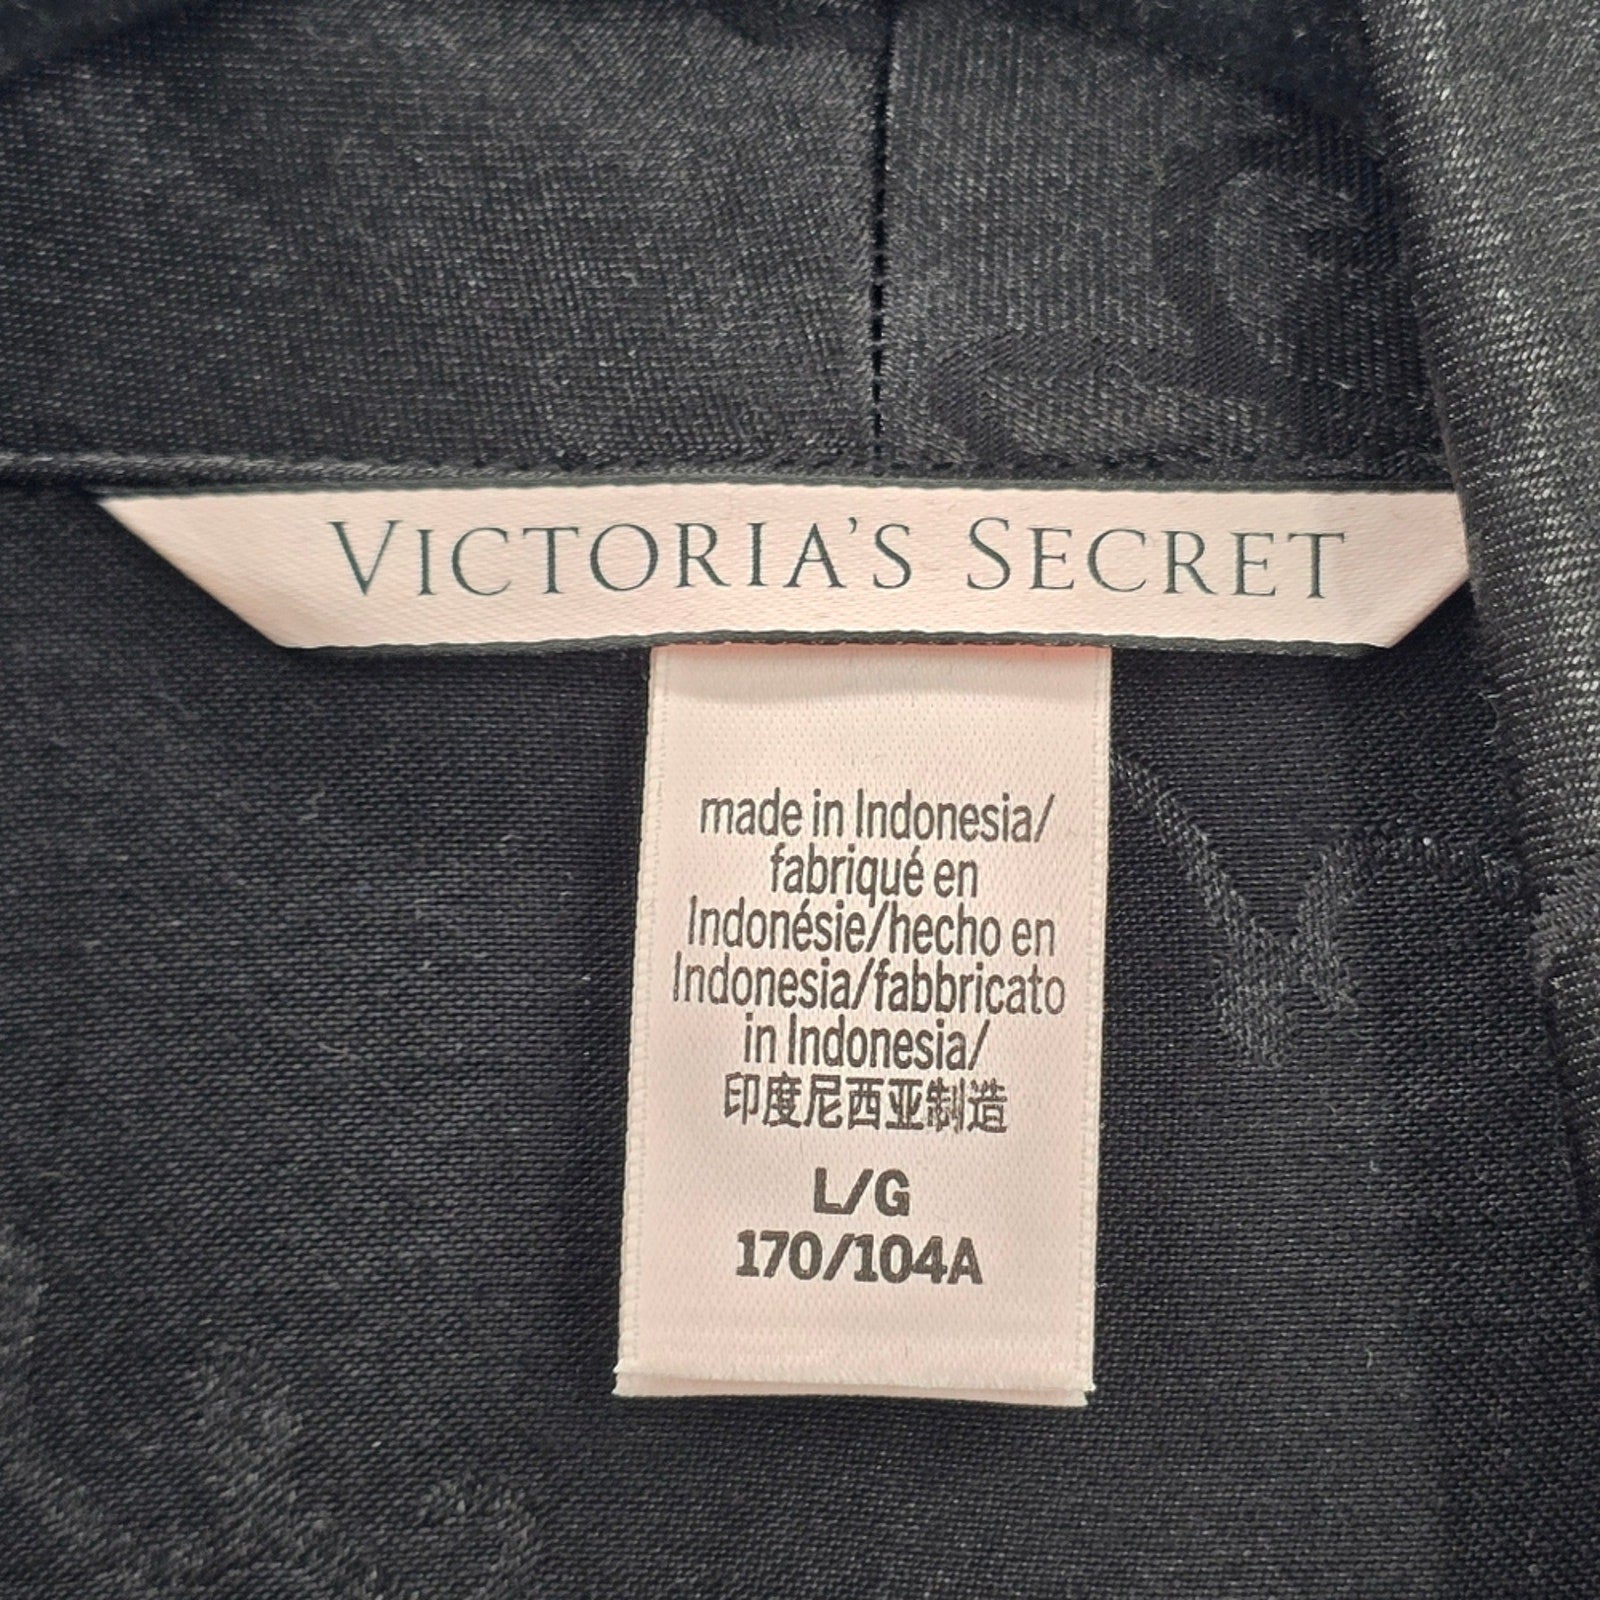 VICTORIA'S SECRET
made in Indonesia/
fabriqué en
Indonésie/hecho en
Indonesia/fabbricato
in Indonesia/
印度尼西亚制造
L/G
170/104A